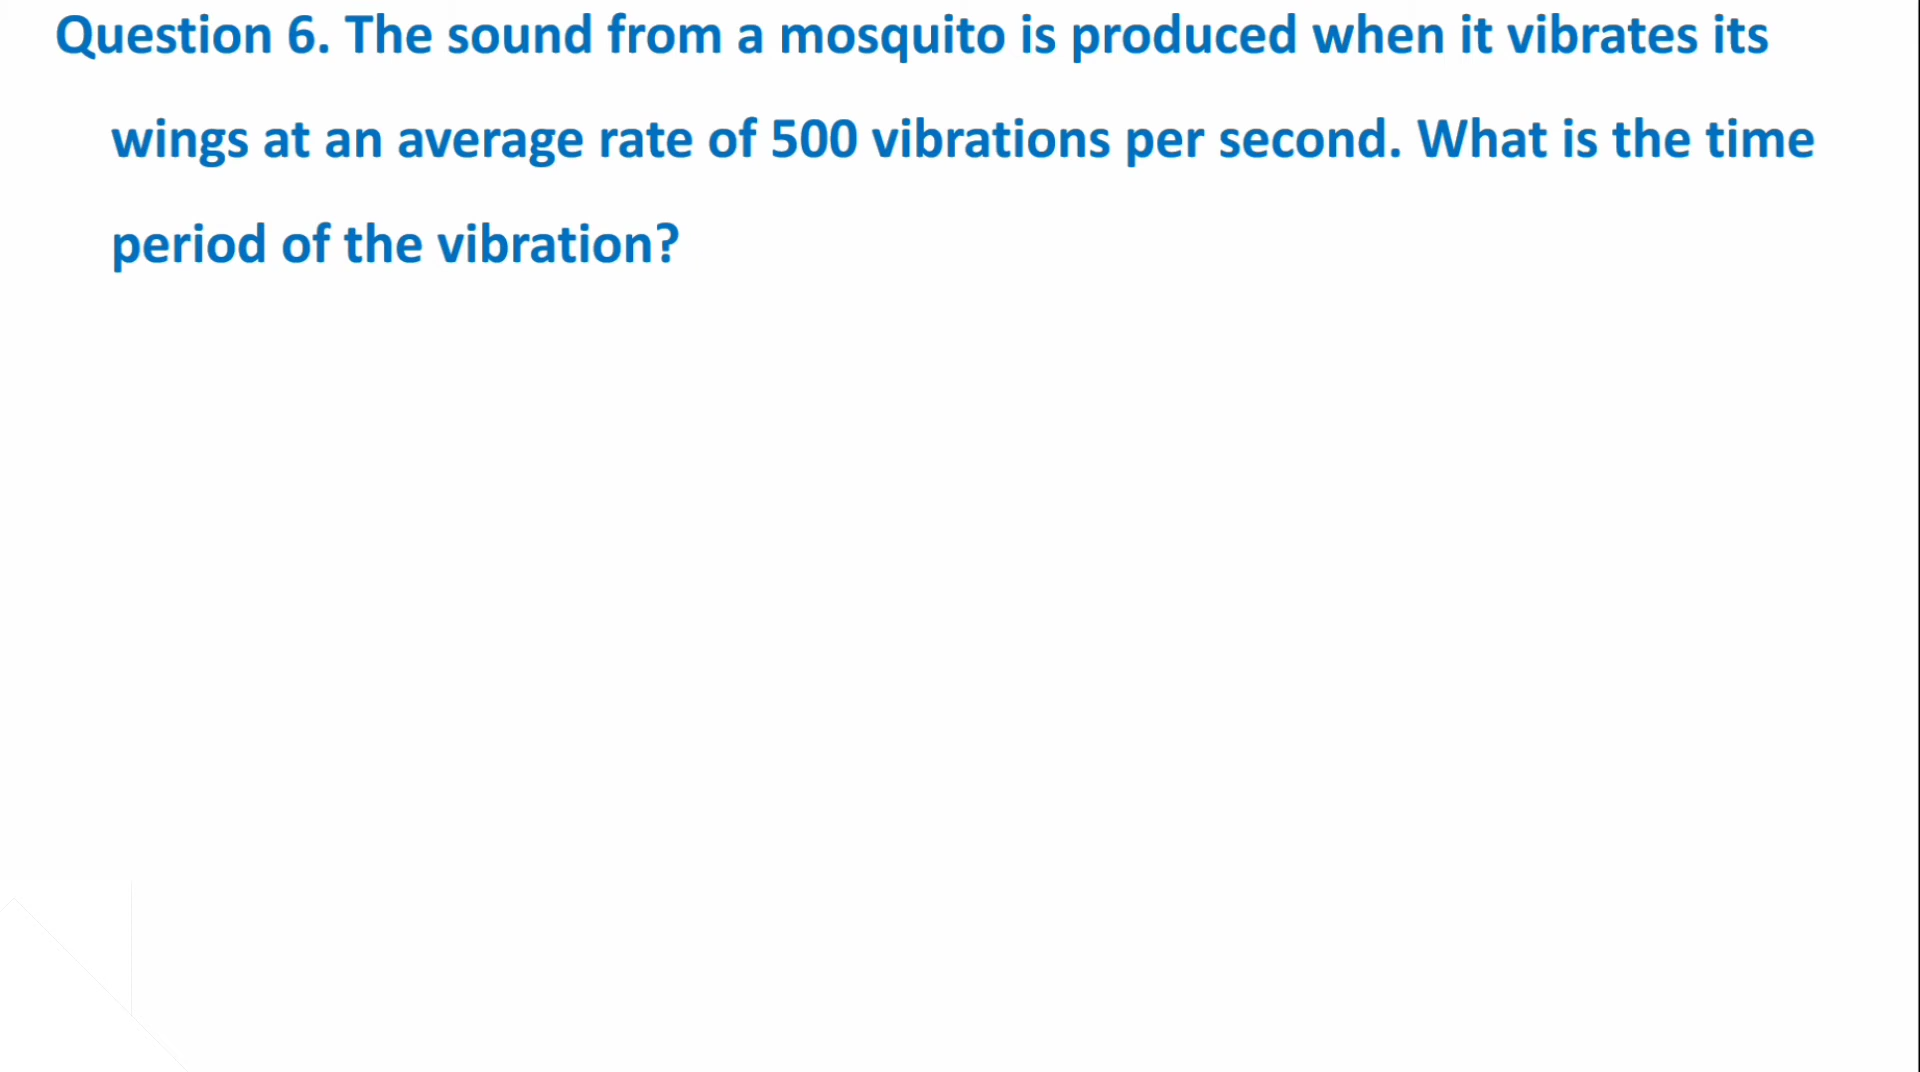 Question 6. The sound from a mosquito is produced when it vibrates its
wings at an average rate of 500 vibrations per second. What is the time
period of the vibration?